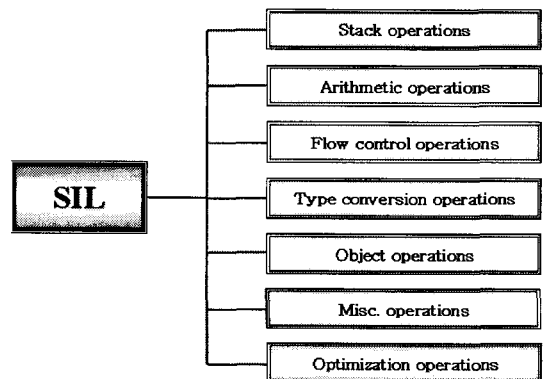 Stack operations
Arithmetic operations
Flow control operations
SIL
Type conversion operations
Object operations
Misc. operations
Optimization operations